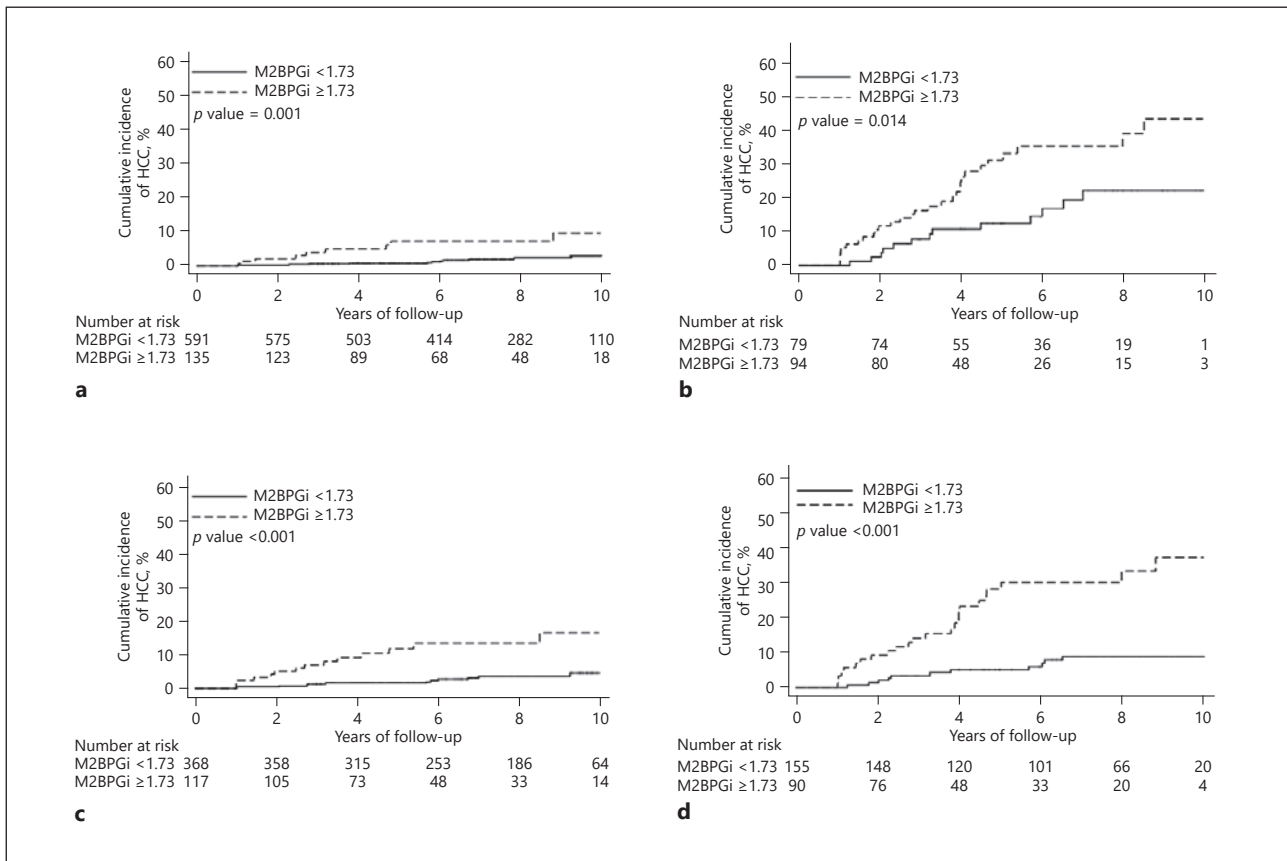 60
50
40
30
20
10
0
Cumulative incidence
of HCC, %
M2BPGi <1.73
M2BPGi ≥1.73
p value = 0.001
0 2 4 6 8 10
Years of follow-up
Number at risk
M2BPGi <1.73 591 575 503 414 282 110
M2BPGi ≥1.73 135 123 89 68 48 18
a
60
50
40
30
20
10
0
Cumulative incidence
of HCC, %
M2BPGi <1.73
M2BPGi ≥1.73
p value = 0.014
0 2 4 6 8 10
Years of follow-up
Number at risk
M2BPGi <1.73 79 74 55 36 19 1
M2BPGi ≥1.73 94 80 48 26 15 3
b
60
50
40
30
20
10
0
Cumulative incidence
of HCC, %
M2BPGi <1.73
M2BPGi ≥1.73
p value <0.001
0 2 4 6 8 10
Years of follow-up
Number at risk
M2BPGi <1.73 368 358 315 253 186 64
M2BPGi ≥1.73 117 105 73 48 33 14
c
60
50
40
30
20
10
0
Cumulative incidence
of HCC, %
M2BPGi <1.73
M2BPGi ≥1.73
p value <0.001
0 2 4 6 8 10
Years of follow-up
Number at risk
M2BPGi <1.73 155 148 120 101 66 20
M2BPGi ≥1.73 90 76 48 33 20 4
d